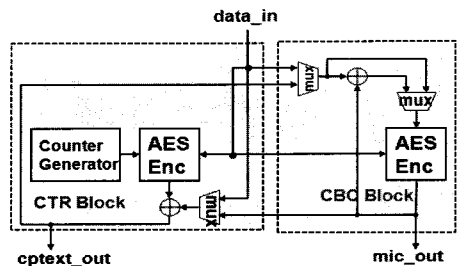 data_in
mux
mux
Counter
Generator
AES
Enc
AES
Enc
CTR Block
mux
CBC Block
cptext_out
mic_out